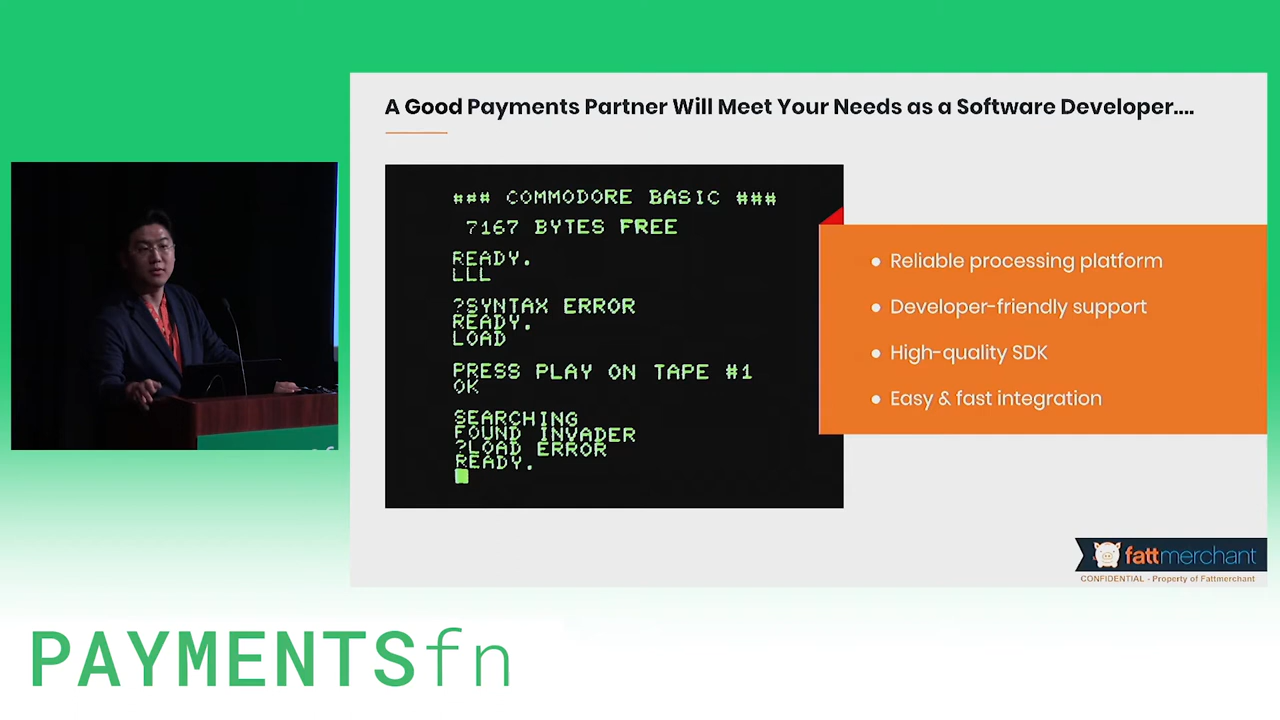 A Good Payments Partner Will Meet Your Needs as a Software Developer....
### COMMODORE BASIC ###
7167 BYTES FREE
READY.
LLL
?SYNTAX ERROR
READY.
LOAD
PRESS PLAY ON TAPE #1
OK
SEARCHING
FOUND INVADER
?LOAD ERROR
READY.
● Reliable processing platform
● Developer-friendly support
● High-quality SDK
● Easy & fast integration
fattmerchant
CONFIDENTIAL - Property of Fattmerchant
PAYMENTSfn